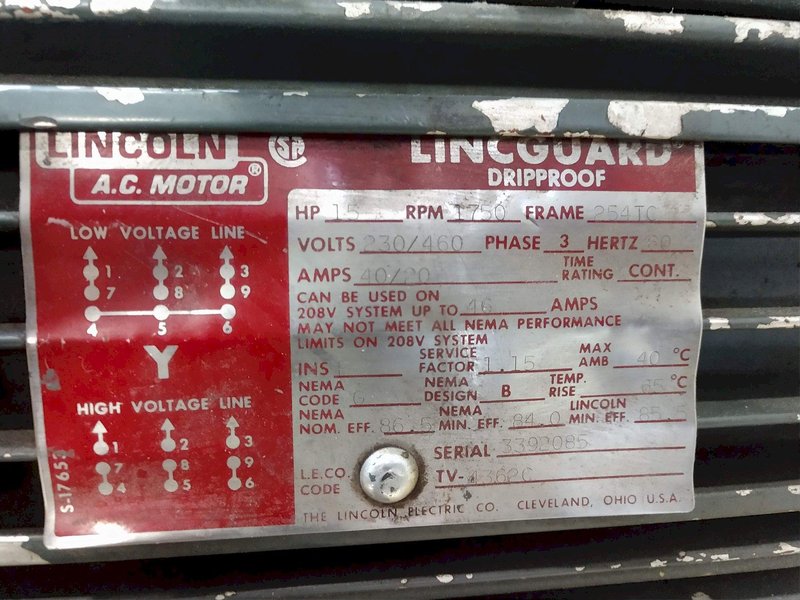 LINCOLN
A.C. MOTOR®
SA
LINCGUARD®
DRIPPROOF
LOW VOLTAGE LINE
1 2 3
7 8 9
4 5 6
Y
HIGH VOLTAGE LINE
1 2 3
7 8 9
4 5 6
HP 15 RPM 1750 FRAME 254TC
VOLTS 230/460 PHASE 3 HERTZ 60
AMPS 40/20 TIME RATING CONT.
CAN BE USED ON
208V SYSTEM UP TO 46 AMPS
MAY NOT MEET ALL NEMA PERFORMANCE
LIMITS ON 208V SYSTEM
INS SERVICE FACTOR 1.15 MAX AMB 40 °C
NEMA CODE G NEMA DESIGN B TEMP. RISE °C
NEMA NOM. EFF. 86.5 NEMA MIN. EFF. 84.0 LINCOLN MIN. EFF. 85.5
SERIAL 3392085
L.E.CO. CODE TV-
THE LINCOLN ELECTRIC CO. CLEVELAND, OHIO U.S.A.